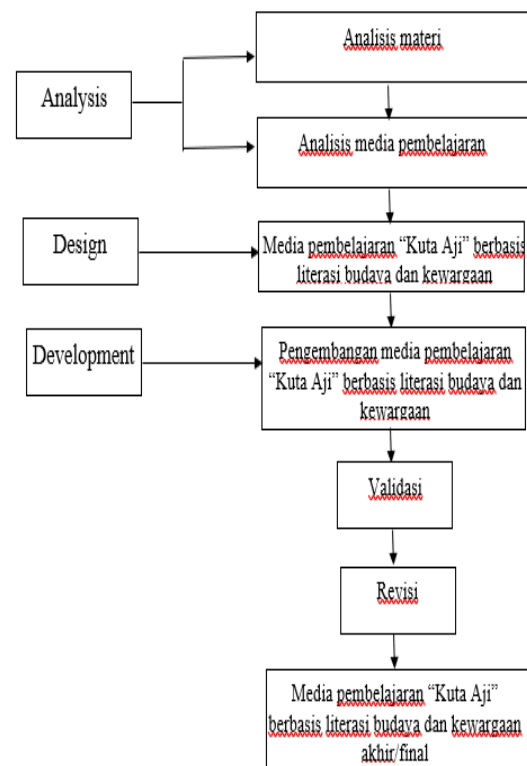 Analisis materi
Analysis
Analisis media pembelajaran
Design
Media pembelajaran “Kuta Aji” berbasis
literasi budaya dan kewargaan
Development
Pengembangan media pembelajaran
“Kuta Aji” berbasis literasi budaya dan
kewargaan
Validasi
Revisi
Media pembelajaran “Kuta Aji”
berbasis literasi budaya dan kewargaan
akhir/final